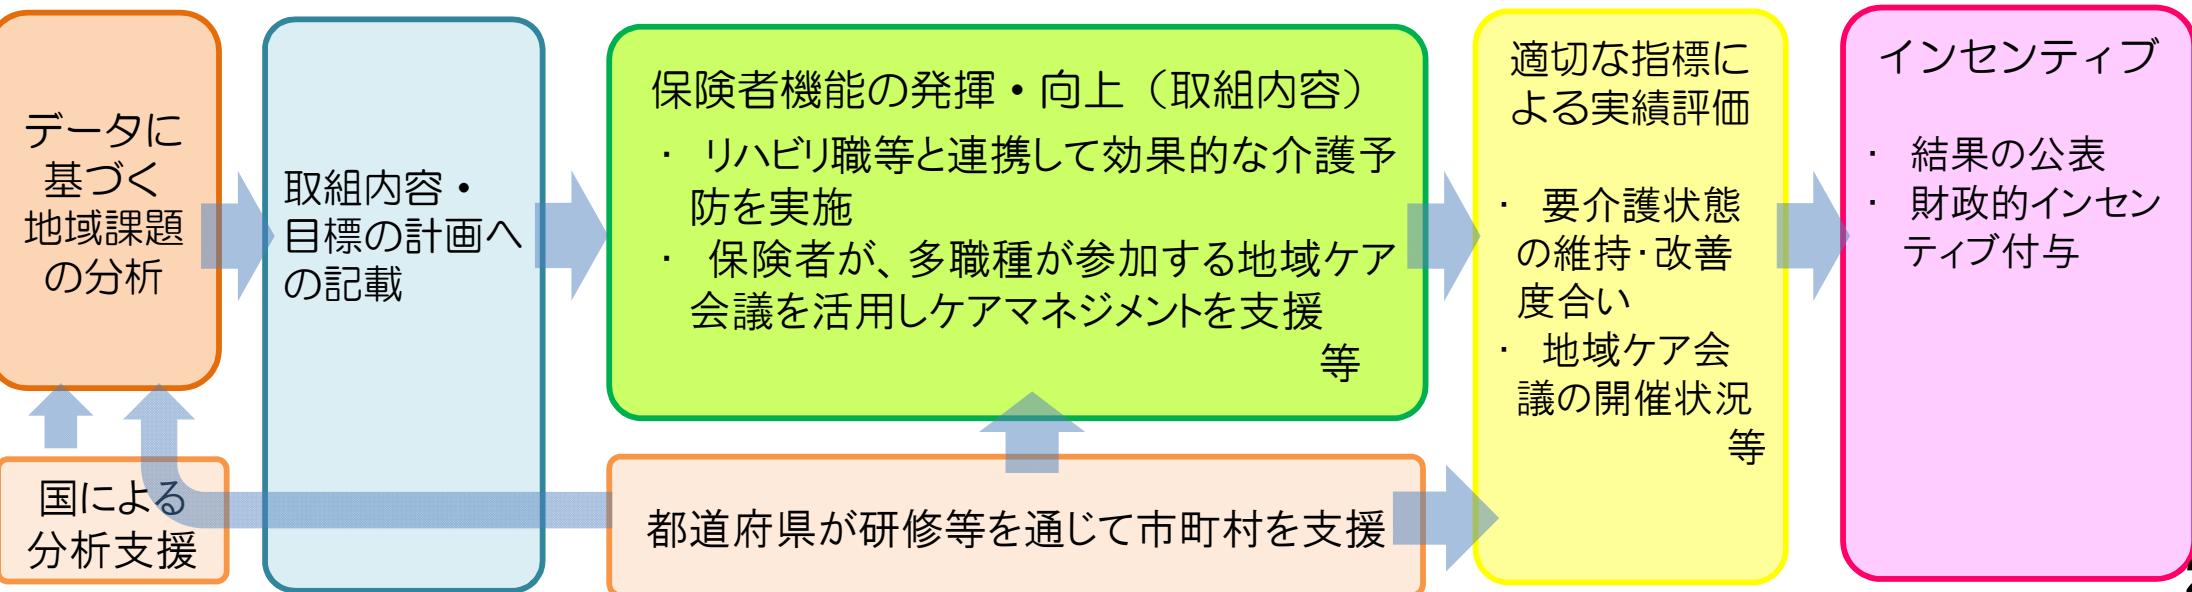 データに
基づく
地域課題
の分析
国による
分析支援
取組内容・
目標の計画へ
の記載
保険者機能の発揮・向上（取組内容）
・ リハビリ職等と連携して効果的な介護予
防を実施
・ 保険者が、多職種が参加する地域ケア
会議を活用しケアマネジメントを支援
等
都道府県が研修等を通じて市町村を支援
適切な指標に
よる実績評価
・ 要介護状態
の維持・改善
度合い
・ 地域ケア会
議の開催状況
等
インセンティブ
・ 結果の公表
・ 財政的インセン
ティブ付与